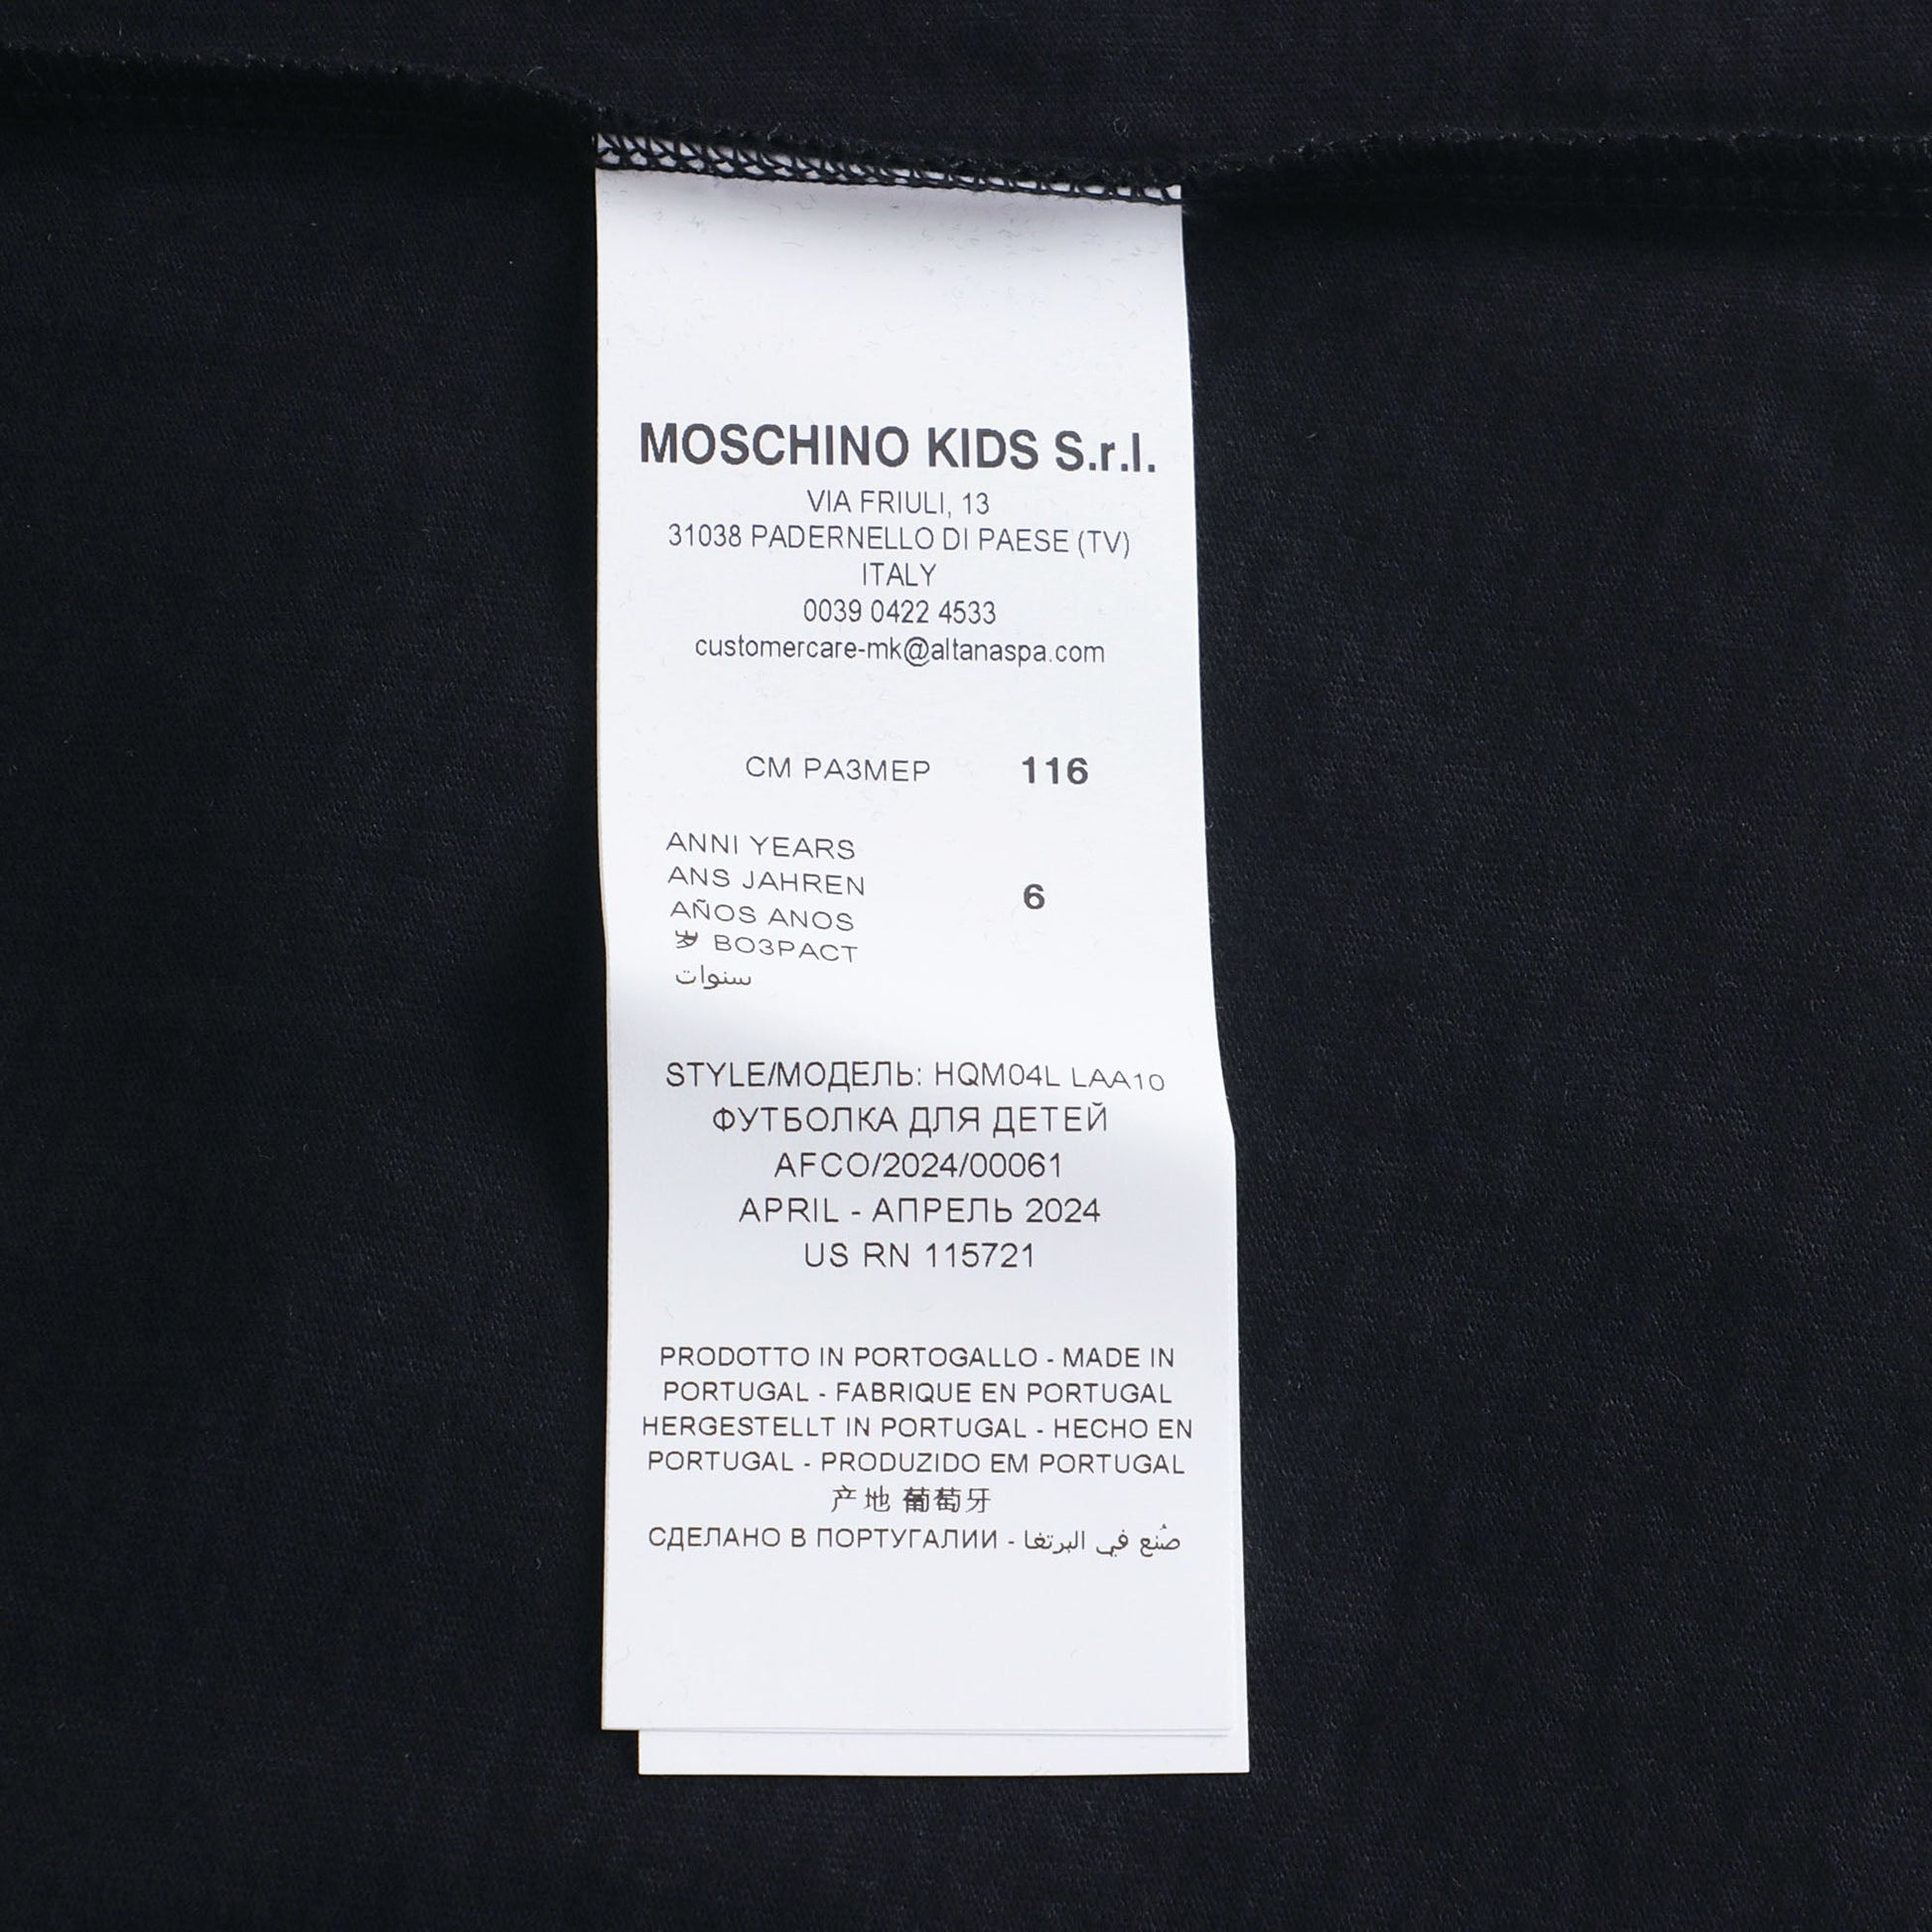 MOSCHINO KIDS S.r.l.
VIA FRIULI, 13
31038 PADERNELLO DI PAESE (TV)
ITALY
0039 0422 4533
customercare-mk@altanaspa.com
СМ РАЗМЕР 116
ANNI YEARS
ANS JAHREN
AÑOS ANOS
岁 ВОЗРАСТ
سنوات
6
STYLE/МОДЕЛЬ: HQM04L LAA10
ФУТБОЛКА ДЛЯ ДЕТЕЙ
AFCO/2024/00061
APRIL - АПРЕЛЬ 2024
US RN 115721
PRODOTTO IN PORTOGALLO - MADE IN
PORTUGAL - FABRIQUE EN PORTUGAL
HERGESTELLT IN PORTUGAL - HECHO EN
PORTUGAL - PRODUZIDO EM PORTUGAL
产地 葡萄牙
СДЕЛАНО В ПОРТУГАЛИИ - صُنع في البرتغا